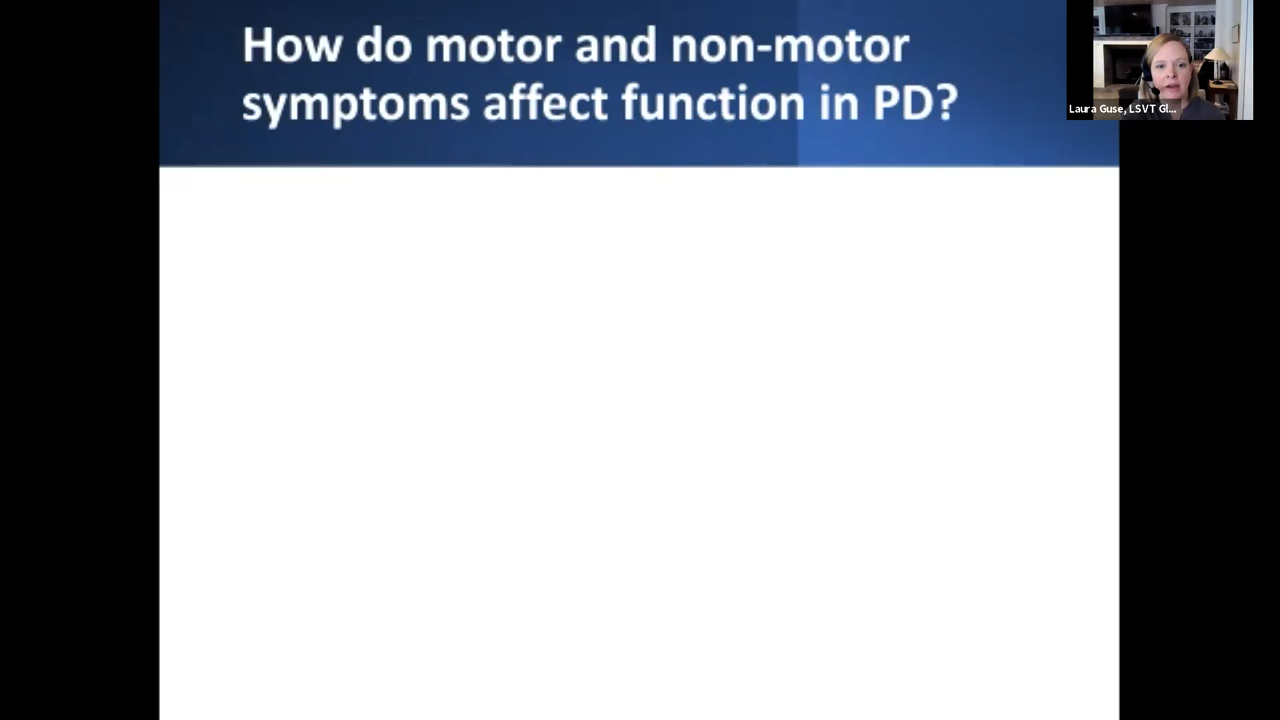 How do motor and non-motor
symptoms affect function in PD?
Laura Guse, LSVT Gl...